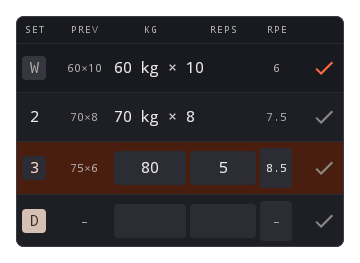 SET PREV KG REPS RPE
W 60×10 60 kg × 10 6
2 70×8 70 kg × 8 7.5
3 75×6 80 5 8.5
D – –